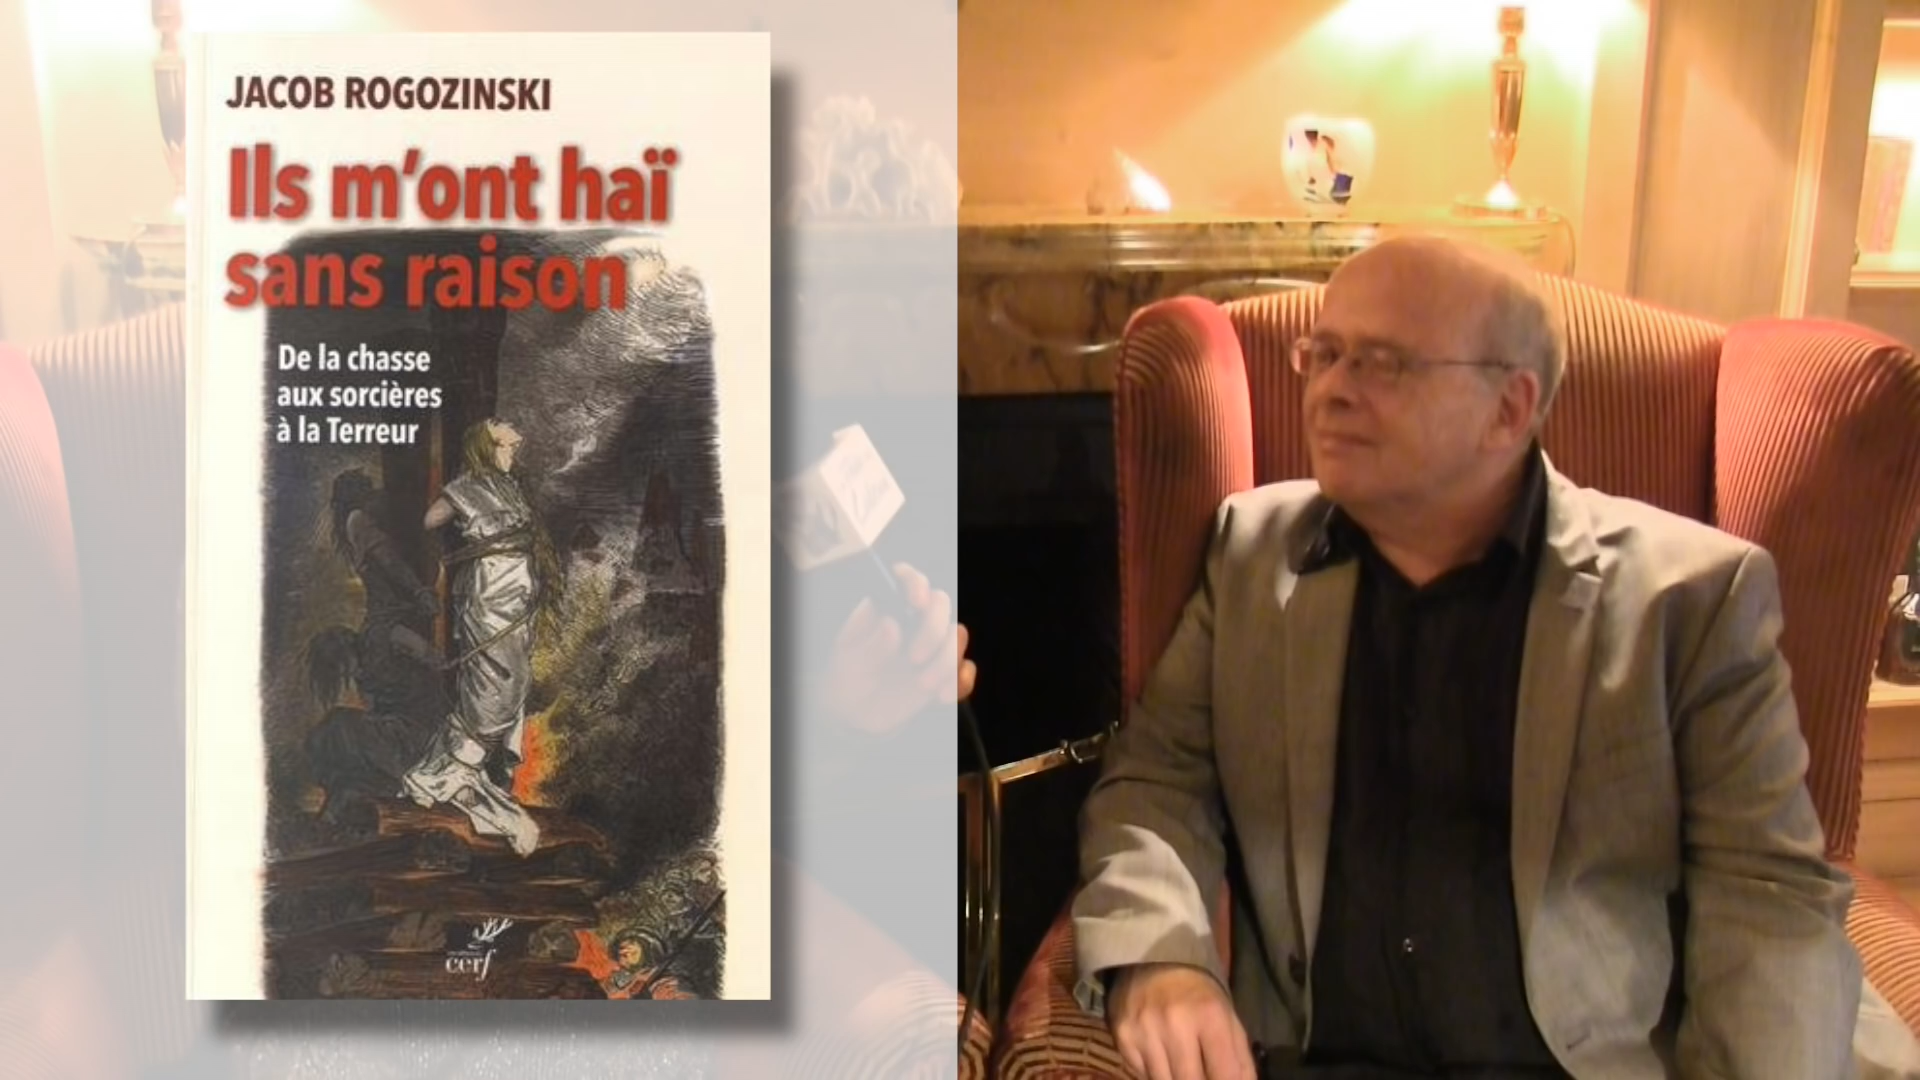 JACOB ROGOZINSKI
Ils m'ont haï
sans raison
De la chasse
aux sorcières
à la Terreur
cerf